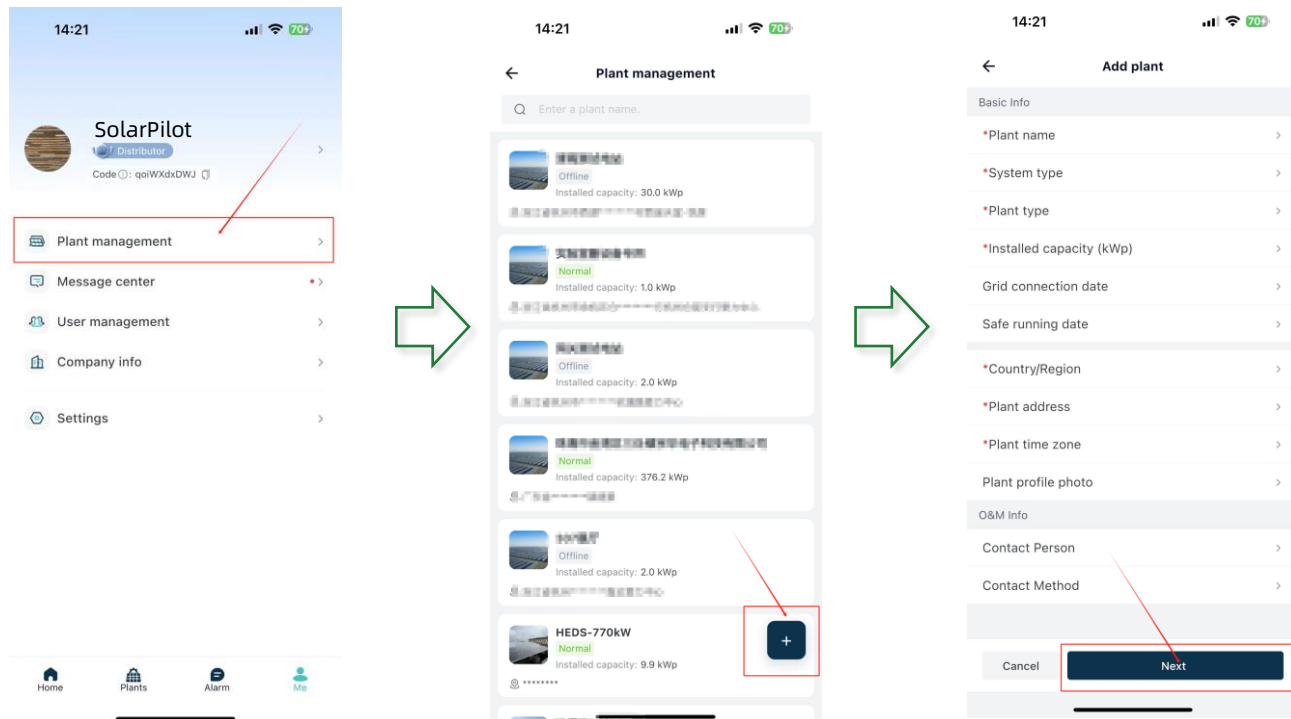 14:21
70
SolarPilot
Distributor
Code : qoiWXdxDWJ
Plant management
Message center
User management
Company info
Settings
Home
Plants
Alarm
Me
14:21
70
Plant management
Enter a plant name.
Offline
Installed capacity: 30.0 kWp
Normal
Installed capacity: 1.0 kWp
Offline
Installed capacity: 2.0 kWp
Normal
Installed capacity: 376.2 kWp
Offline
Installed capacity: 2.0 kWp
HEDS-770kW
Normal
Installed capacity: 9.9 kWp
********
14:21
70
Add plant
Basic Info
*Plant name
*System type
*Plant type
*Installed capacity (kWp)
Grid connection date
Safe running date
*Country/Region
*Plant address
*Plant time zone
Plant profile photo
O&M Info
Contact Person
Contact Method
Cancel
Next